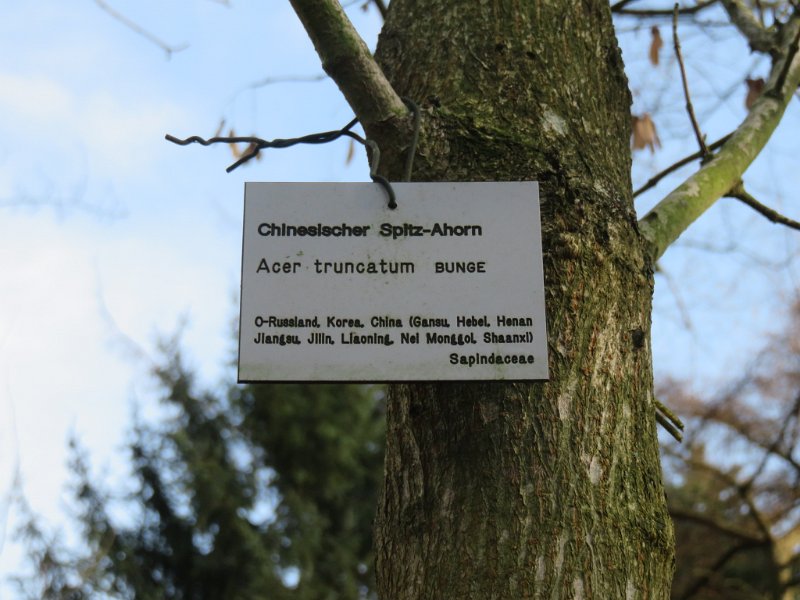 Chinesischer Spitz-Ahorn
Acer truncatum BUNGE
O-Russland, Korea, China (Gansu, Hebei, Henan
Jiangsu, Jilin, Liaoning, Nei Monggol, Shaanxi)
Sapindaceae